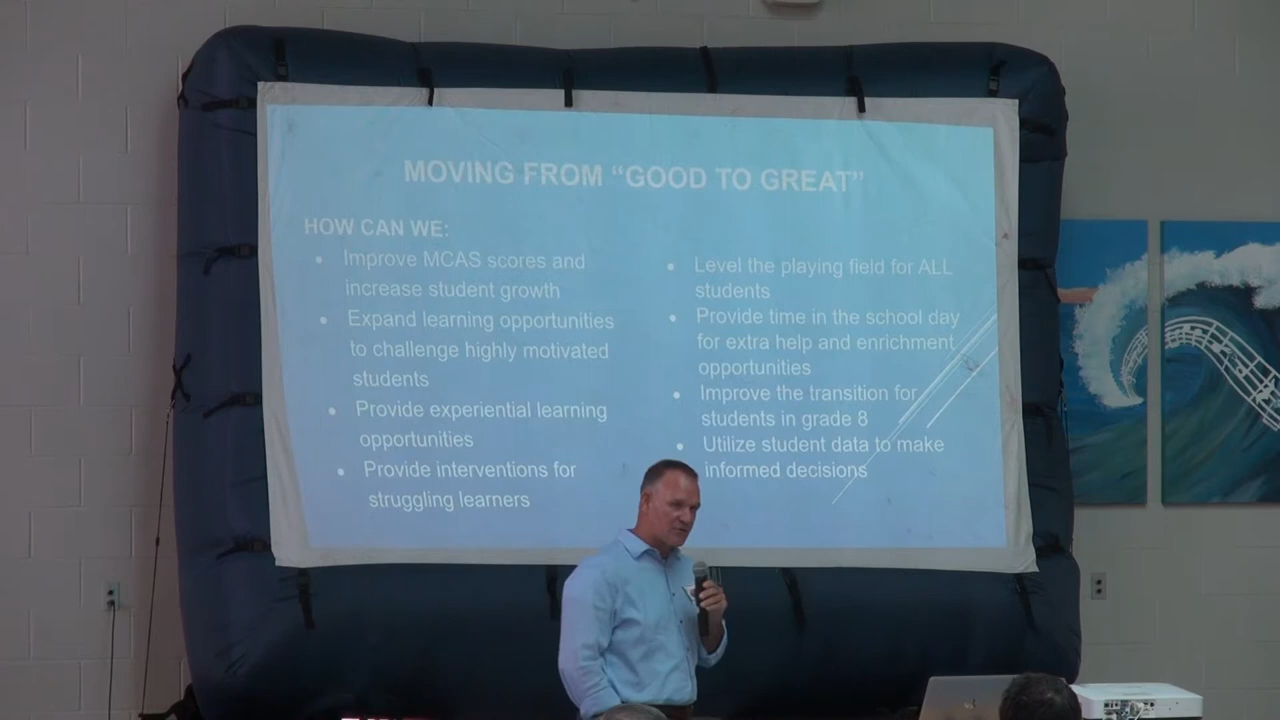 MOVING FROM “GOOD TO GREAT”
HOW CAN WE:
• Improve MCAS scores and
increase student growth
• Expand learning opportunities
to challenge highly motivated
students
• Provide experiential learning
opportunities
• Provide interventions for
struggling learners
• Level the playing field for ALL
students
• Provide time in the school day
for extra help and enrichment
opportunities
• Improve the transition for
students in grade 8
• Utilize student data to make
informed decisions